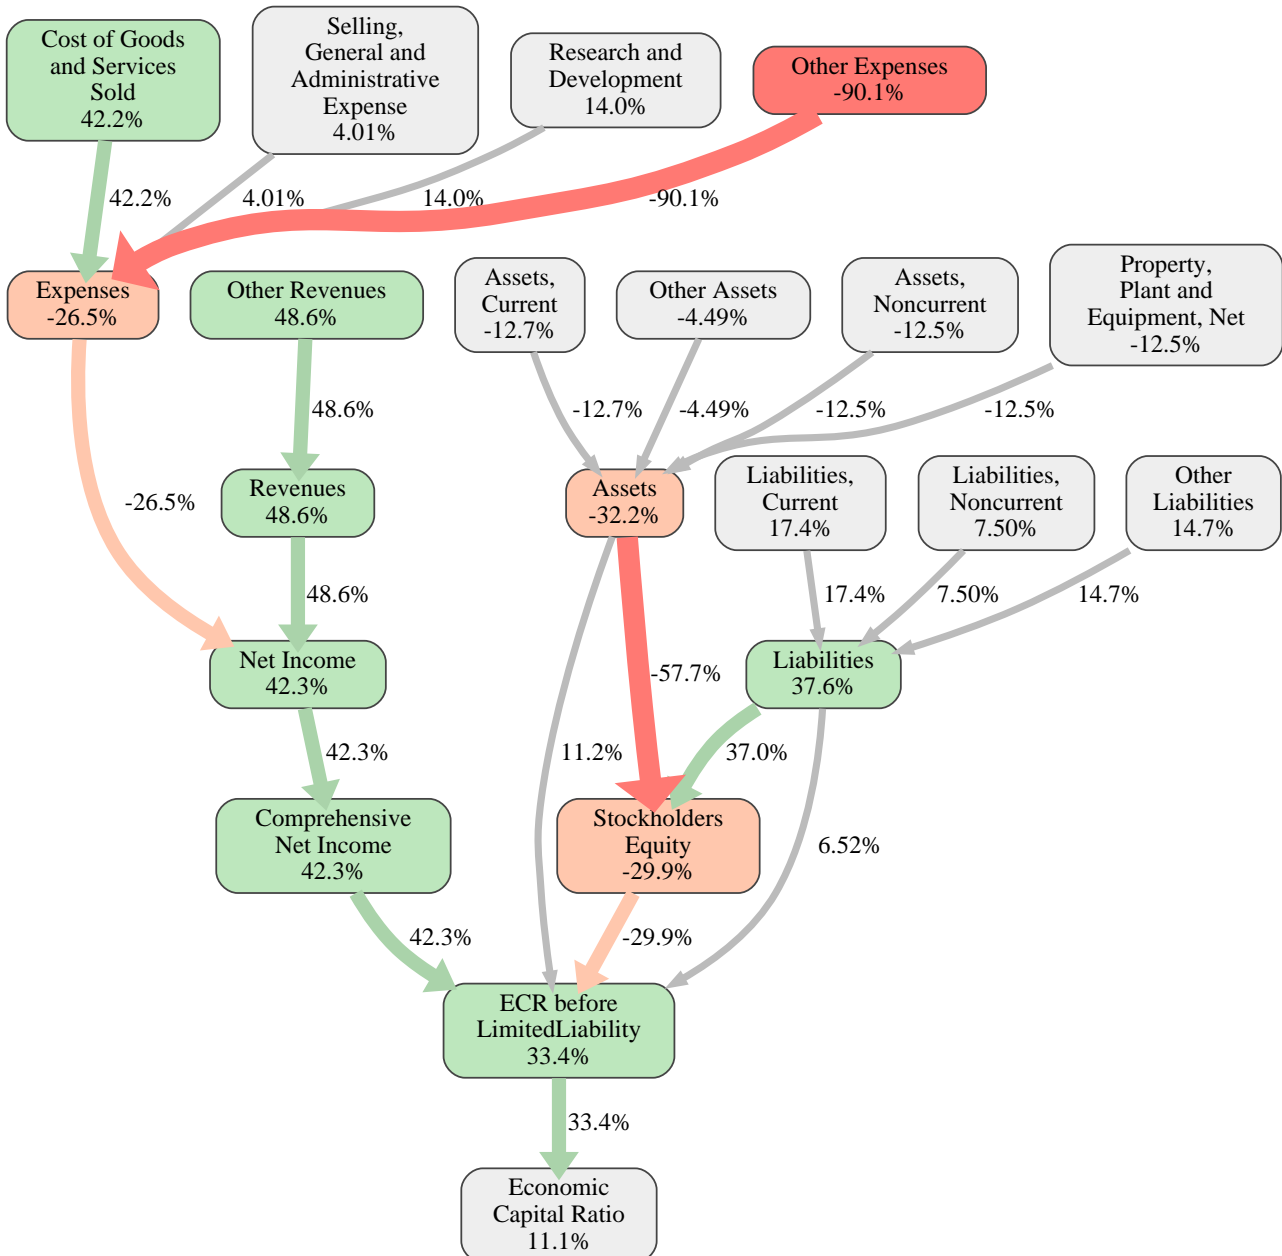 Cost of Goods
and Services
Sold
42.2%
Selling,
General and
Administrative
Expense
4.01%
Research and
Development
14.0%
Other Expenses
-90.1%
42.2%
4.01%
14.0%
-90.1%
Expenses
-26.5%
Other Revenues
48.6%
Assets,
Current
-12.7%
Other Assets
-4.49%
Assets,
Noncurrent
-12.5%
Property,
Plant and
Equipment, Net
-12.5%
48.6%
-12.7%
-4.49%
-12.5%
-12.5%
-26.5%
Revenues
48.6%
Assets
-32.2%
Liabilities,
Current
17.4%
Liabilities,
Noncurrent
7.50%
Other
Liabilities
14.7%
48.6%
17.4%
7.50%
14.7%
Net Income
42.3%
-57.7%
Liabilities
37.6%
42.3%
11.2%
37.0%
Comprehensive
Net Income
42.3%
Stockholders
Equity
-29.9%
6.52%
42.3%
-29.9%
ECR before
LimitedLiability
33.4%
33.4%
Economic
Capital Ratio
11.1%